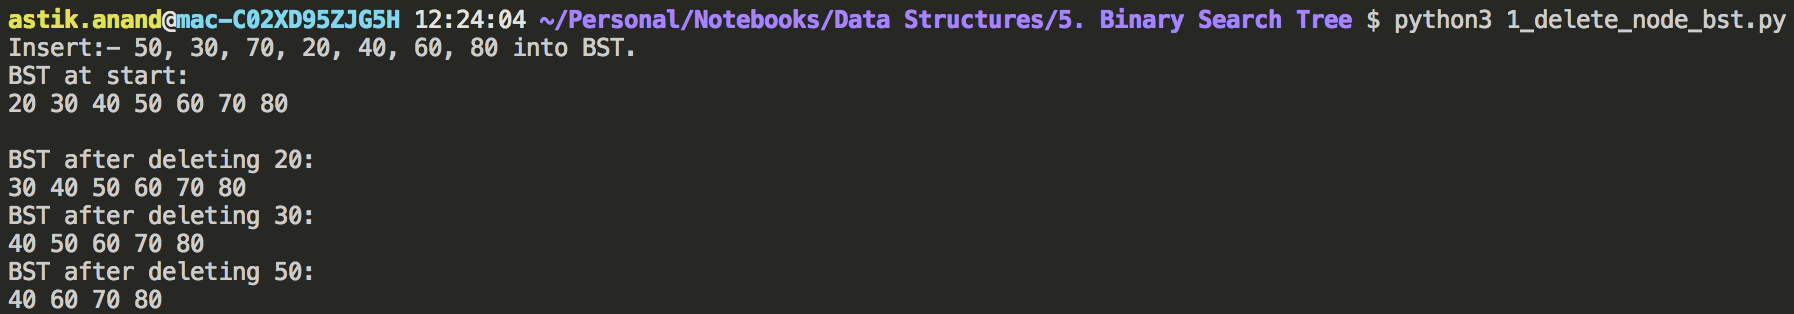 astik.anand@mac-C02XD95ZJG5H 12:24:04 ~/Personal/Notebooks/Data Structures/5. Binary Search Tree $ python3 1_delete_node_bst.py
Insert:- 50, 30, 70, 20, 40, 60, 80 into BST.
BST at start:
20 30 40 50 60 70 80
BST after deleting 20:
30 40 50 60 70 80
BST after deleting 30:
40 50 60 70 80
BST after deleting 50:
40 60 70 80